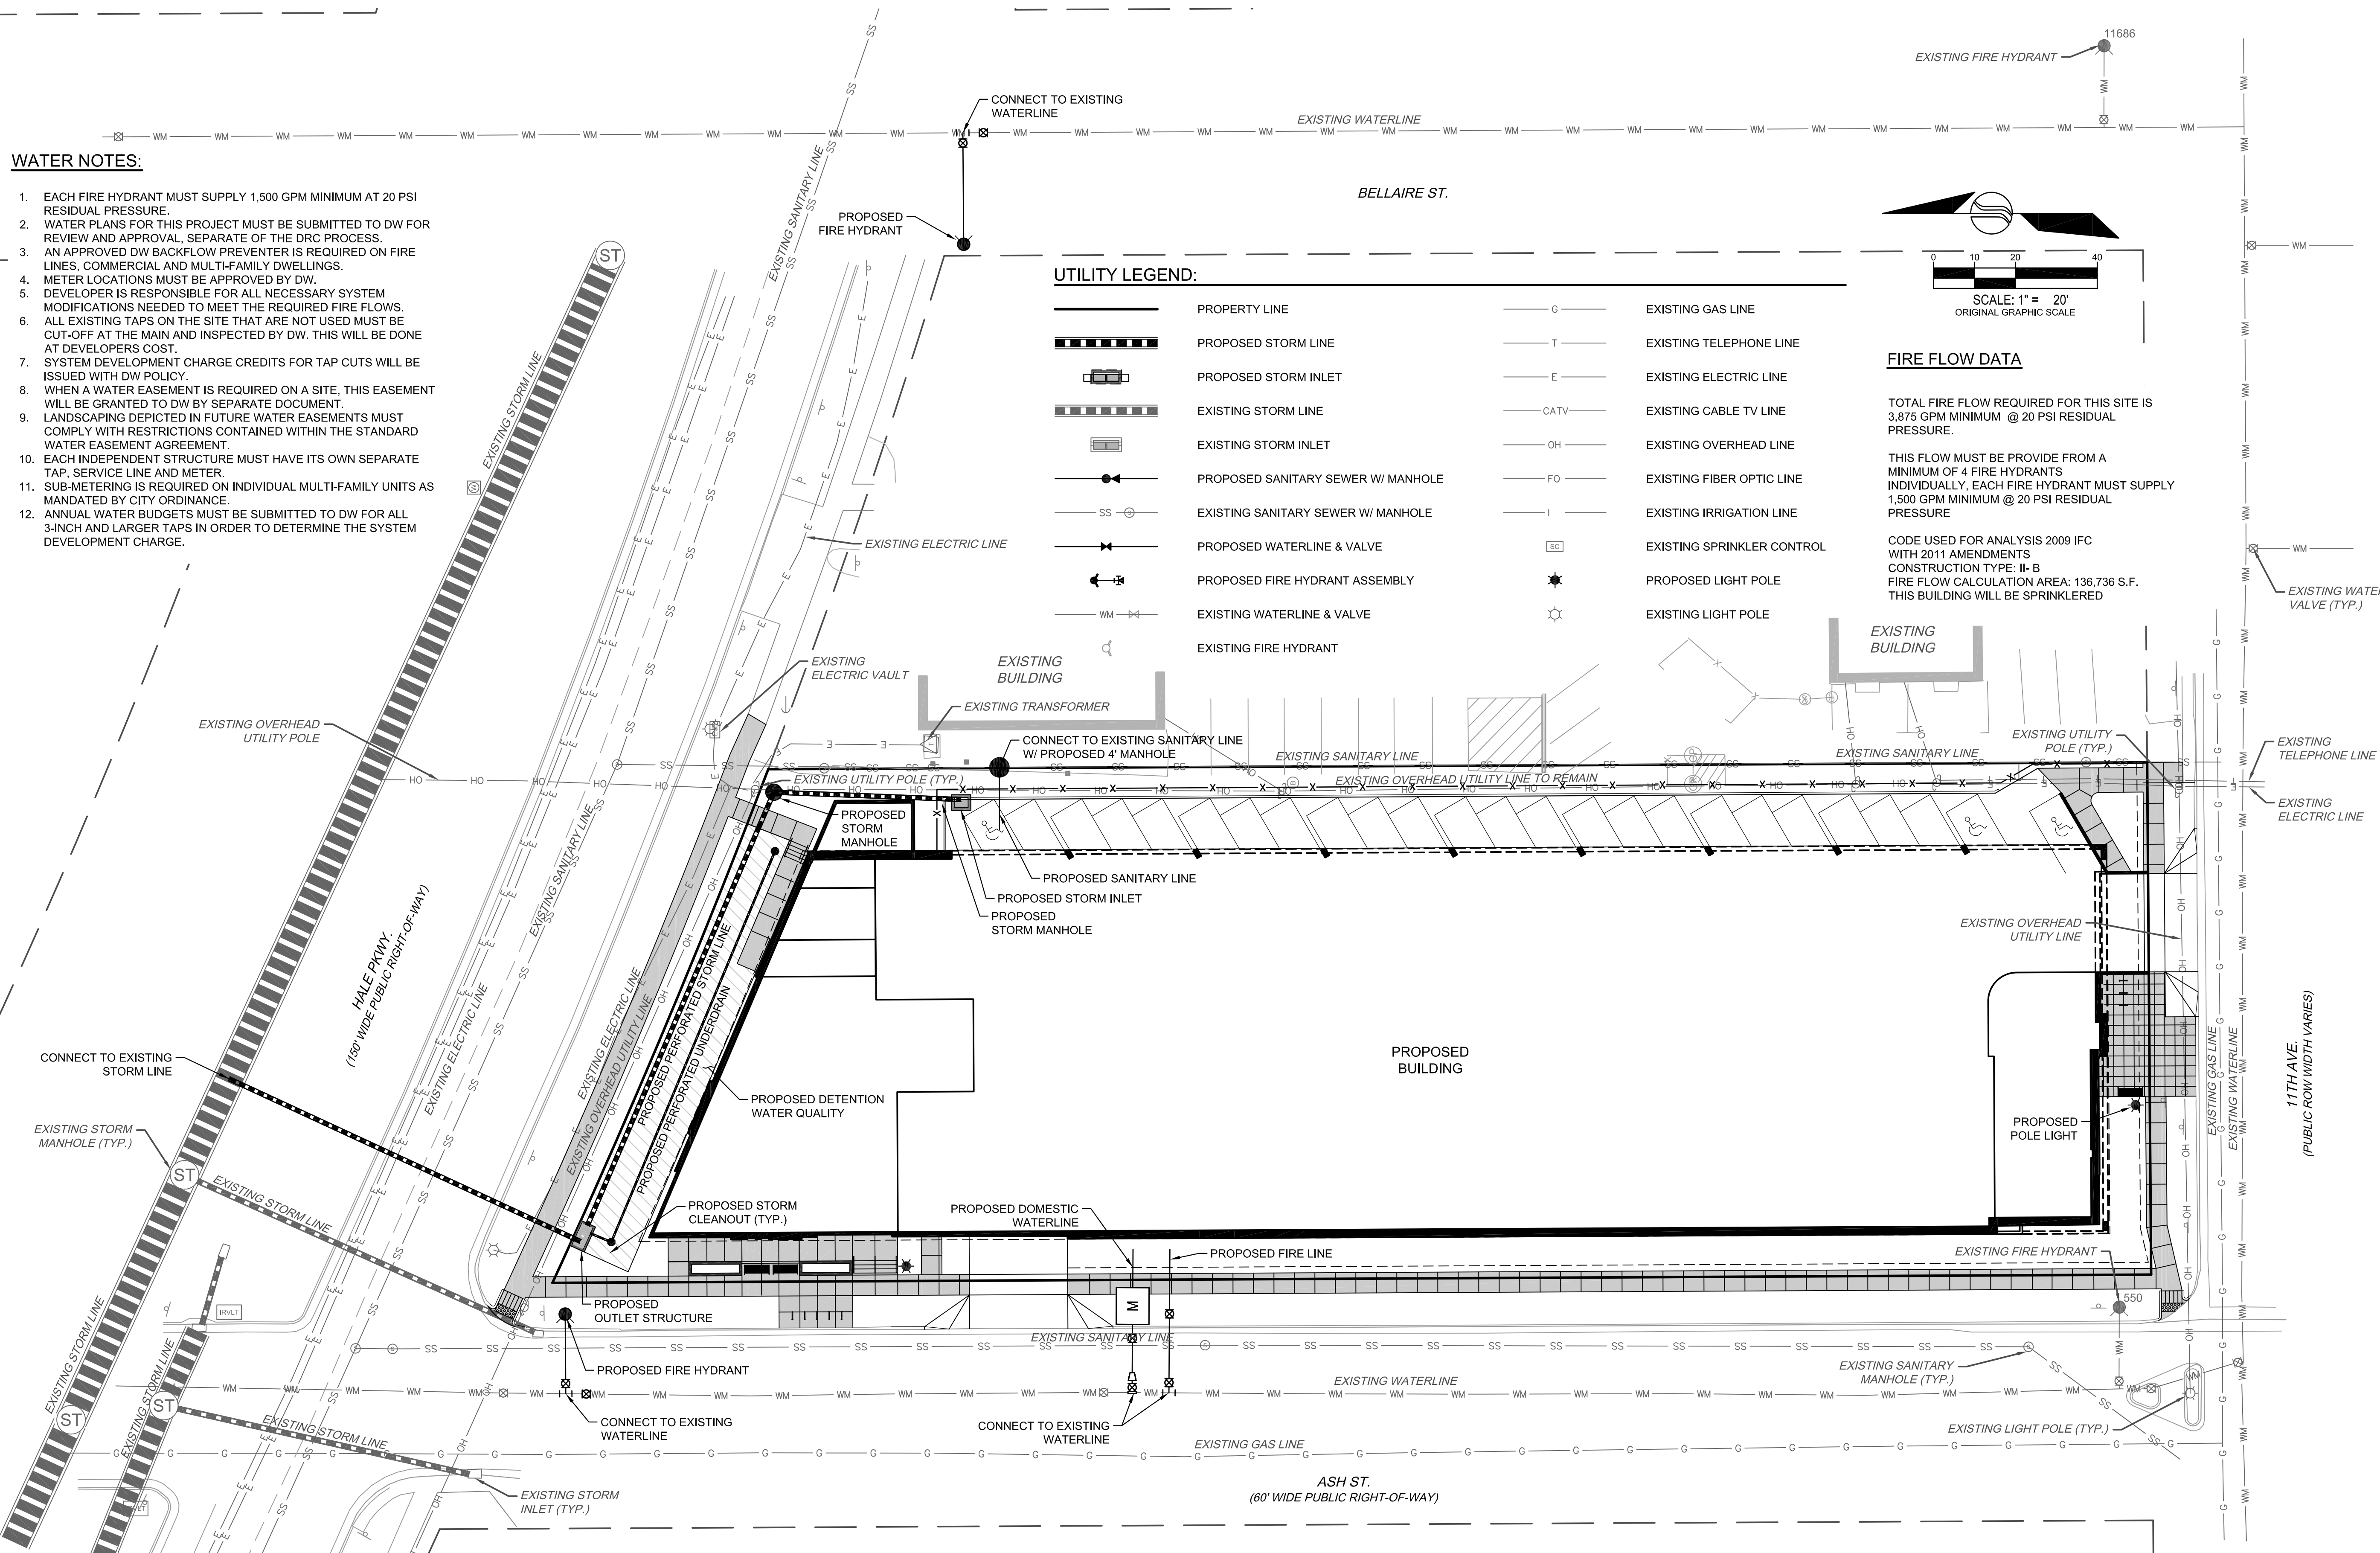 11686
EXISTING FIRE HYDRANT
CONNECT TO EXISTING
WATERLINE
EXISTING WATERLINE
WATER NOTES:
1. EACH FIRE HYDRANT MUST SUPPLY 1,500 GPM MINIMUM AT 20 PSI
RESIDUAL PRESSURE.
2. WATER PLANS FOR THIS PROJECT MUST BE SUBMITTED TO DW FOR
REVIEW AND APPROVAL, SEPARATE OF THE DRC PROCESS.
3. AN APPROVED DW BACKFLOW PREVENTER IS REQUIRED ON FIRE
LINES, COMMERCIAL AND MULTI-FAMILY DWELLINGS.
4. METER LOCATIONS MUST BE APPROVED BY DW.
5. DEVELOPER IS RESPONSIBLE FOR ALL NECESSARY SYSTEM
MODIFICATIONS NEEDED TO MEET THE REQUIRED FIRE FLOWS.
6. ALL EXISTING TAPS ON THE SITE THAT ARE NOT USED MUST BE
CUT-OFF AT THE MAIN AND INSPECTED BY DW. THIS WILL BE DONE
AT DEVELOPERS COST.
7. SYSTEM DEVELOPMENT CHARGE CREDITS FOR TAP CUTS WILL BE
ISSUED WITH DW POLICY.
8. WHEN A WATER EASEMENT IS REQUIRED ON A SITE, THIS EASEMENT
WILL BE GRANTED TO DW BY SEPARATE DOCUMENT.
9. LANDSCAPING DEPICTED IN FUTURE WATER EASEMENTS MUST
COMPLY WITH RESTRICTIONS CONTAINED WITHIN THE STANDARD
WATER EASEMENT AGREEMENT.
10. EACH INDEPENDENT STRUCTURE MUST HAVE ITS OWN SEPARATE
TAP, SERVICE LINE AND METER.
11. SUB-METERING IS REQUIRED ON INDIVIDUAL MULTI-FAMILY UNITS AS
MANDATED BY CITY ORDINANCE.
12. ANNUAL WATER BUDGETS MUST BE SUBMITTED TO DW FOR ALL
3-INCH AND LARGER TAPS IN ORDER TO DETERMINE THE SYSTEM
DEVELOPMENT CHARGE.
BELLAIRE ST.
PROPOSED
FIRE HYDRANT
EXISTING SANITARY LINE
ST
EXISTING STORM LINE
UTILITY LEGEND:
PROPERTY LINE
PROPOSED STORM LINE
PROPOSED STORM INLET
EXISTING STORM LINE
EXISTING STORM INLET
PROPOSED SANITARY SEWER W/ MANHOLE
SS
EXISTING SANITARY SEWER W/ MANHOLE
PROPOSED WATERLINE & VALVE
PROPOSED FIRE HYDRANT ASSEMBLY
WM
EXISTING WATERLINE & VALVE
EXISTING FIRE HYDRANT
G
EXISTING GAS LINE
T
EXISTING TELEPHONE LINE
E
EXISTING ELECTRIC LINE
CATV
EXISTING CABLE TV LINE
OH
EXISTING OVERHEAD LINE
FO
EXISTING FIBER OPTIC LINE
I
EXISTING IRRIGATION LINE
SC
EXISTING SPRINKLER CONTROL
PROPOSED LIGHT POLE
EXISTING LIGHT POLE
0 10 20 40
SCALE: 1" = 20'
ORIGINAL GRAPHIC SCALE
FIRE FLOW DATA
TOTAL FIRE FLOW REQUIRED FOR THIS SITE IS
3,875 GPM MINIMUM @ 20 PSI RESIDUAL
PRESSURE.
THIS FLOW MUST BE PROVIDE FROM A
MINIMUM OF 4 FIRE HYDRANTS
INDIVIDUALLY, EACH FIRE HYDRANT MUST SUPPLY
1,500 GPM MINIMUM @ 20 PSI RESIDUAL
PRESSURE
CODE USED FOR ANALYSIS 2009 IFC
WITH 2011 AMENDMENTS
CONSTRUCTION TYPE: II- B
FIRE FLOW CALCULATION AREA: 136,736 S.F.
THIS BUILDING WILL BE SPRINKLERED
EXISTING WATER
VALVE (TYP.)
EXISTING ELECTRIC LINE
EXISTING
ELECTRIC VAULT
EXISTING
BUILDING
EXISTING
BUILDING
EXISTING TRANSFORMER
EXISTING OVERHEAD
UTILITY POLE
CONNECT TO EXISTING SANITARY LINE
W/ PROPOSED 4' MANHOLE
EXISTING SANITARY LINE
EXISTING SANITARY LINE
EXISTING UTILITY
POLE (TYP.)
EXISTING
TELEPHONE LINE
EXISTING UTILITY POLE (TYP.)
EXISTING OVERHEAD UTILITY LINE TO REMAIN
EXISTING
ELECTRIC LINE
PROPOSED
STORM
MANHOLE
PROPOSED SANITARY LINE
PROPOSED STORM INLET
PROPOSED
STORM MANHOLE
EXISTING OVERHEAD
UTILITY LINE
EXISTING SANITARY LINE
HALE PKWY.
(150' WIDE PUBLIC RIGHT-OF-WAY)
EXISTING ELECTRIC LINE
EXISTING ELECTRIC LINE
EXISTING OVERHEAD UTILITY LINE
PROPOSED PERFORATED STORM LINE
PROPOSED PERFORATED UNDERDRAIN
PROPOSED DETENTION
WATER QUALITY
PROPOSED
BUILDING
CONNECT TO EXISTING
STORM LINE
EXISTING STORM
MANHOLE (TYP.)
ST
EXISTING STORM LINE
PROPOSED
POLE LIGHT
EXISTING GAS LINE
EXISTING WATERLINE
11TH AVE.
(PUBLIC ROW WIDTH VARIES)
PROPOSED STORM
CLEANOUT (TYP.)
PROPOSED DOMESTIC
WATERLINE
PROPOSED FIRE LINE
EXISTING FIRE HYDRANT
550
M
IRVLT
PROPOSED
OUTLET STRUCTURE
EXISTING SANITARY LINE
PROPOSED FIRE HYDRANT
EXISTING WATERLINE
EXISTING SANITARY
MANHOLE (TYP.)
EXISTING STORM LINE
EXISTING STORM LINE
ST
ST
EXISTING STORM LINE
CONNECT TO EXISTING
WATERLINE
CONNECT TO EXISTING
WATERLINE
EXISTING GAS LINE
EXISTING LIGHT POLE (TYP.)
ASH ST.
(60' WIDE PUBLIC RIGHT-OF-WAY)
EXISTING STORM
INLET (TYP.)